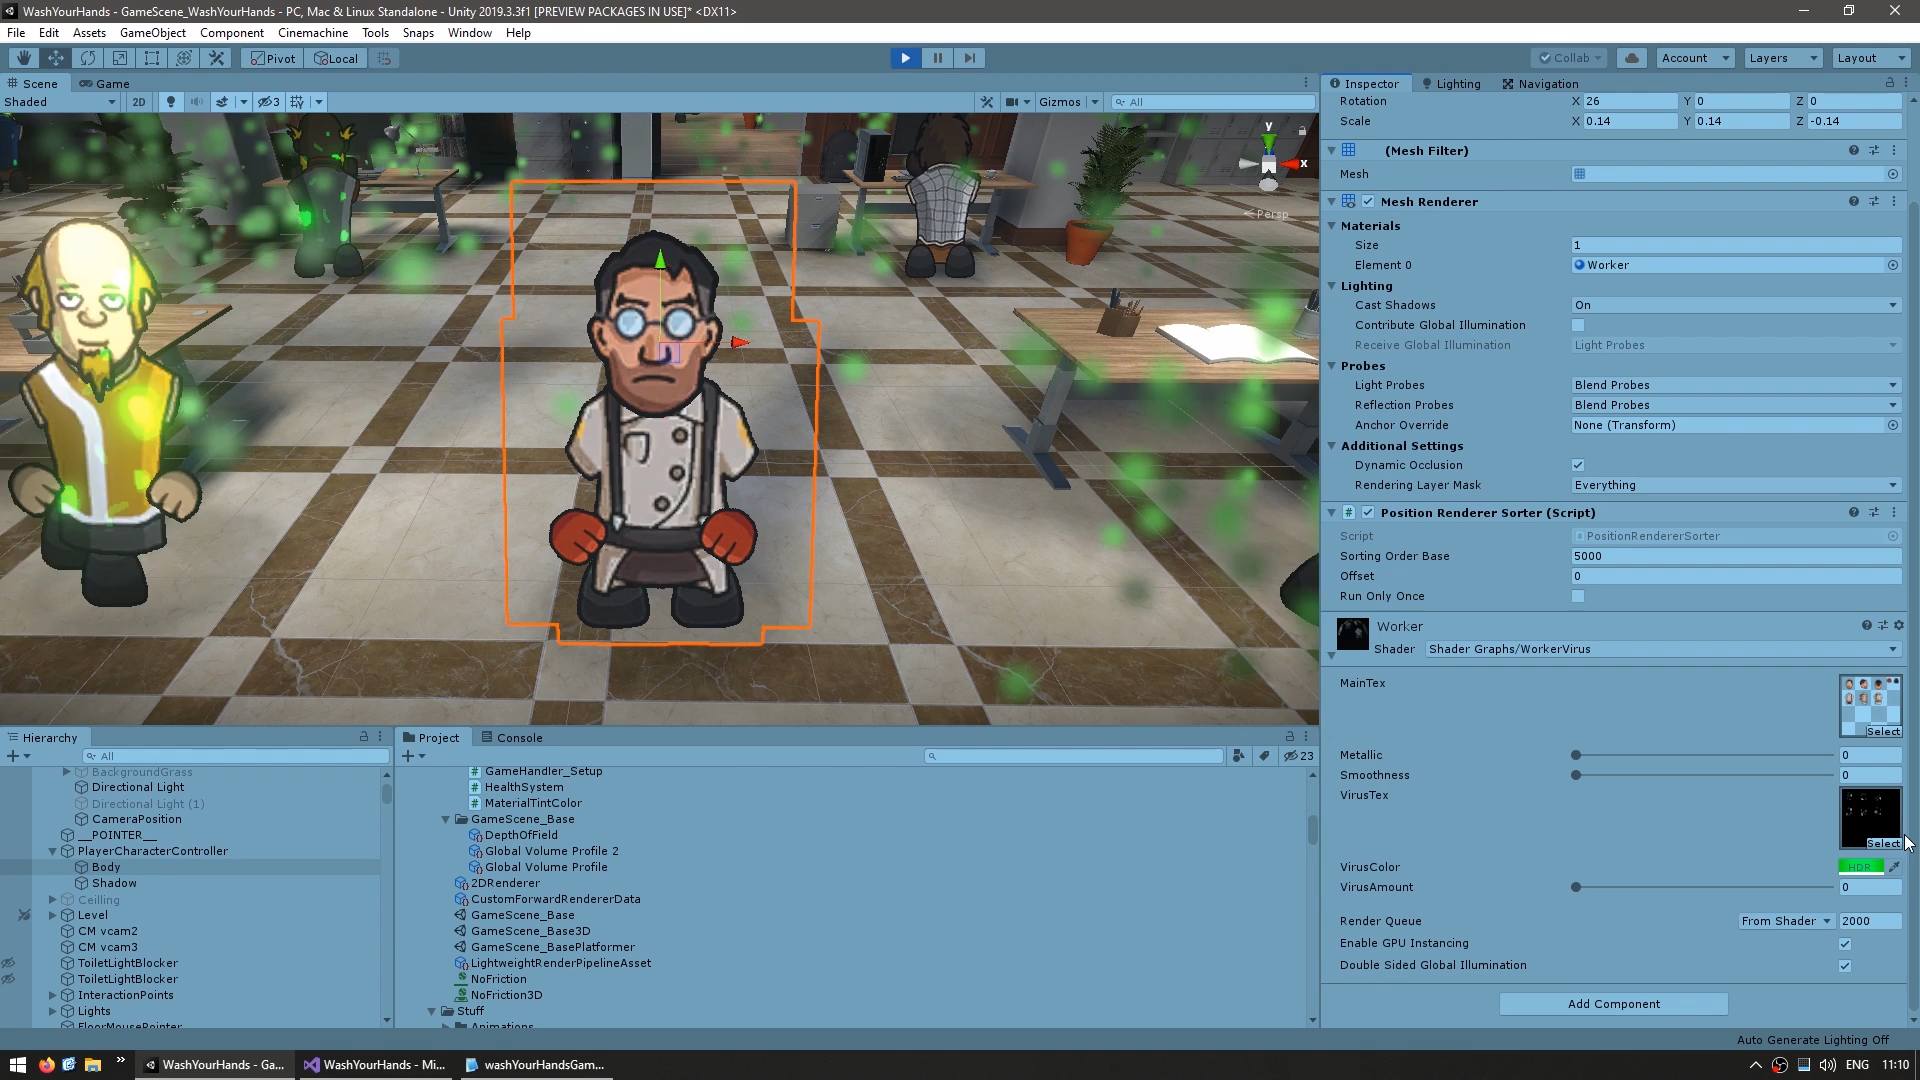 WashYourHands - GameScene_WashYourHands - PC, Mac & Linux Standalone - Unity 2019.3.3f1 [PREVIEW PACKAGES IN USE]* <DX11>
File Edit Assets GameObject Component Cinemachine Tools Snaps Window Help
Pivot Local Collab Account Layers Layout
Scene Game
Shaded 2D 3 Gizmos All
y
x
Persp
Inspector Lighting Navigation
Rotation X 26 Y 0 Z 0
Scale X 0.14 Y 0.14 Z -0.14
(Mesh Filter)
Mesh
Mesh Renderer
Materials
Size 1
Element 0 Worker
Lighting
Cast Shadows On
Contribute Global Illumination
Receive Global Illumination Light Probes
Probes
Light Probes Blend Probes
Reflection Probes Blend Probes
Anchor Override None (Transform)
Additional Settings
Dynamic Occlusion
Rendering Layer Mask Everything
Position Renderer Sorter (Script)
Script PositionRendererSorter
Sorting Order Base 5000
Offset 0
Run Only Once
Worker
Shader Shader Graphs/WorkerVirus
MainTex
Select
Metallic 0
Smoothness 0
VirusTex
Select
VirusColor HDR
VirusAmount 0
Render Queue From Shader 2000
Enable GPU Instancing
Double Sided Global Illumination
Add Component
Hierarchy
All
BackgroundGrass
Directional Light
Directional Light (1)
CameraPosition
__POINTER__
PlayerCharacterController
Body
Shadow
Ceilling
Level
CM vcam2
CM vcam3
ToiletLightBlocker
ToiletLightBlocker
InteractionPoints
Lights
FloorMousePointer
Project Console
23
GameHandler_Setup
HealthSystem
MaterialTintColor
GameScene_Base
DepthOfField
Global Volume Profile 2
Global Volume Profile
2DRenderer
CustomForwardRendererData
GameScene_Base
GameScene_Base3D
GameScene_BasePlatformer
LightweightRenderPipelineAsset
NoFriction
NoFriction3D
Stuff
Animations
Auto Generate Lighting Off
WashYourHands - Ga... WashYourHands - Mi... washYourHandsGam... ENG 11:10